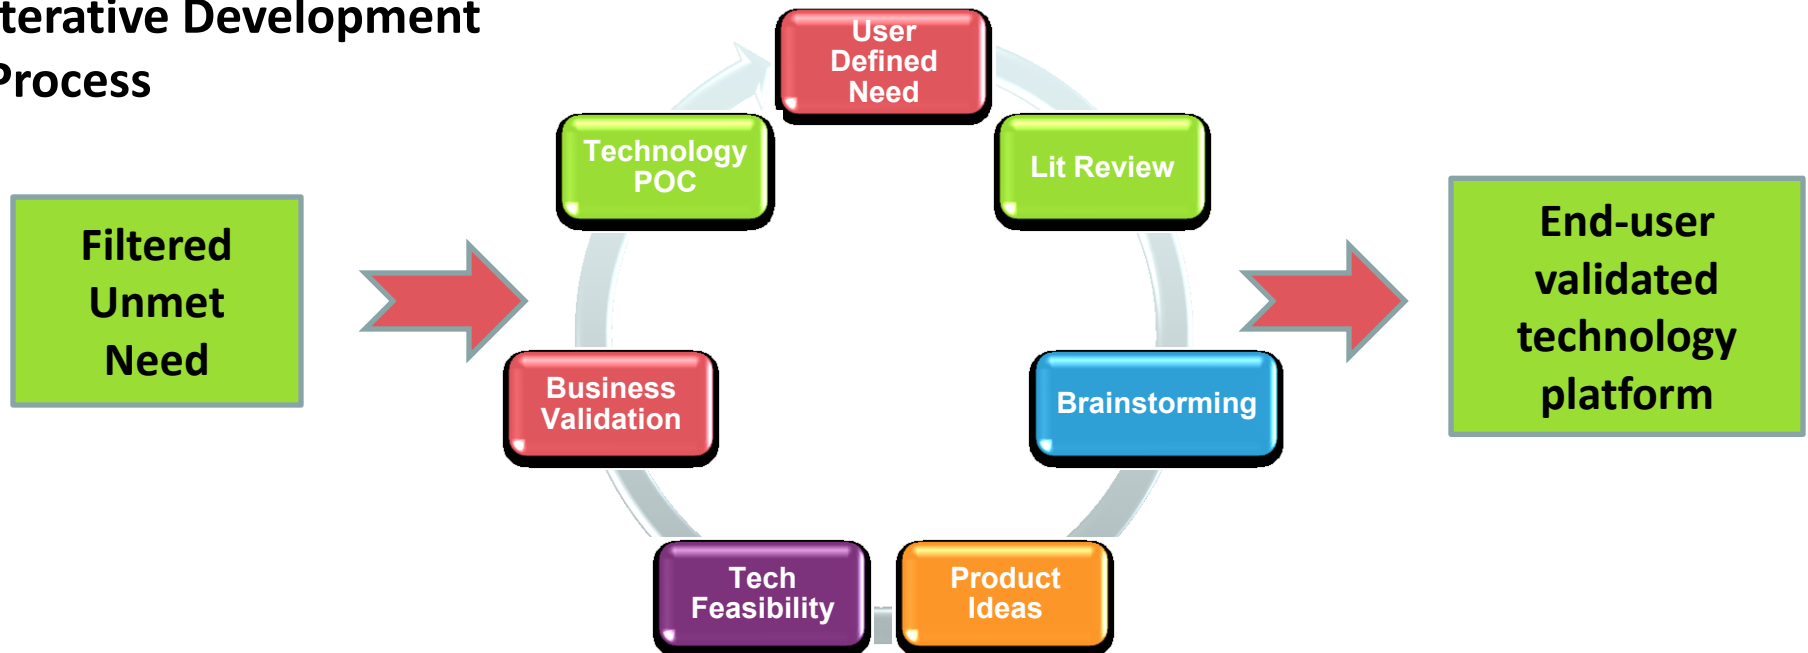 terative Development
Process
User
Defined
Need
Technology
POC
Lit Review
Filtered
Unmet
Need
End-user
validated
technology
platform
Business
Validation
Brainstorming
Tech
Feasibility
Product
Ideas